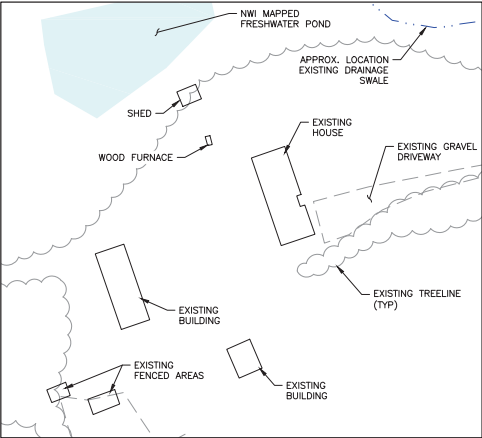 NWI MAPPED
FRESHWATER POND
APPROX. LOCATION
EXISTING DRAINAGE
SWALE
SHED
EXISTING
HOUSE
WOOD FURNACE
EXISTING GRAVEL
DRIVEWAY
EXISTING TREELINE
(TYP)
EXISTING
BUILDING
EXISTING
FENCED AREAS
EXISTING
BUILDING